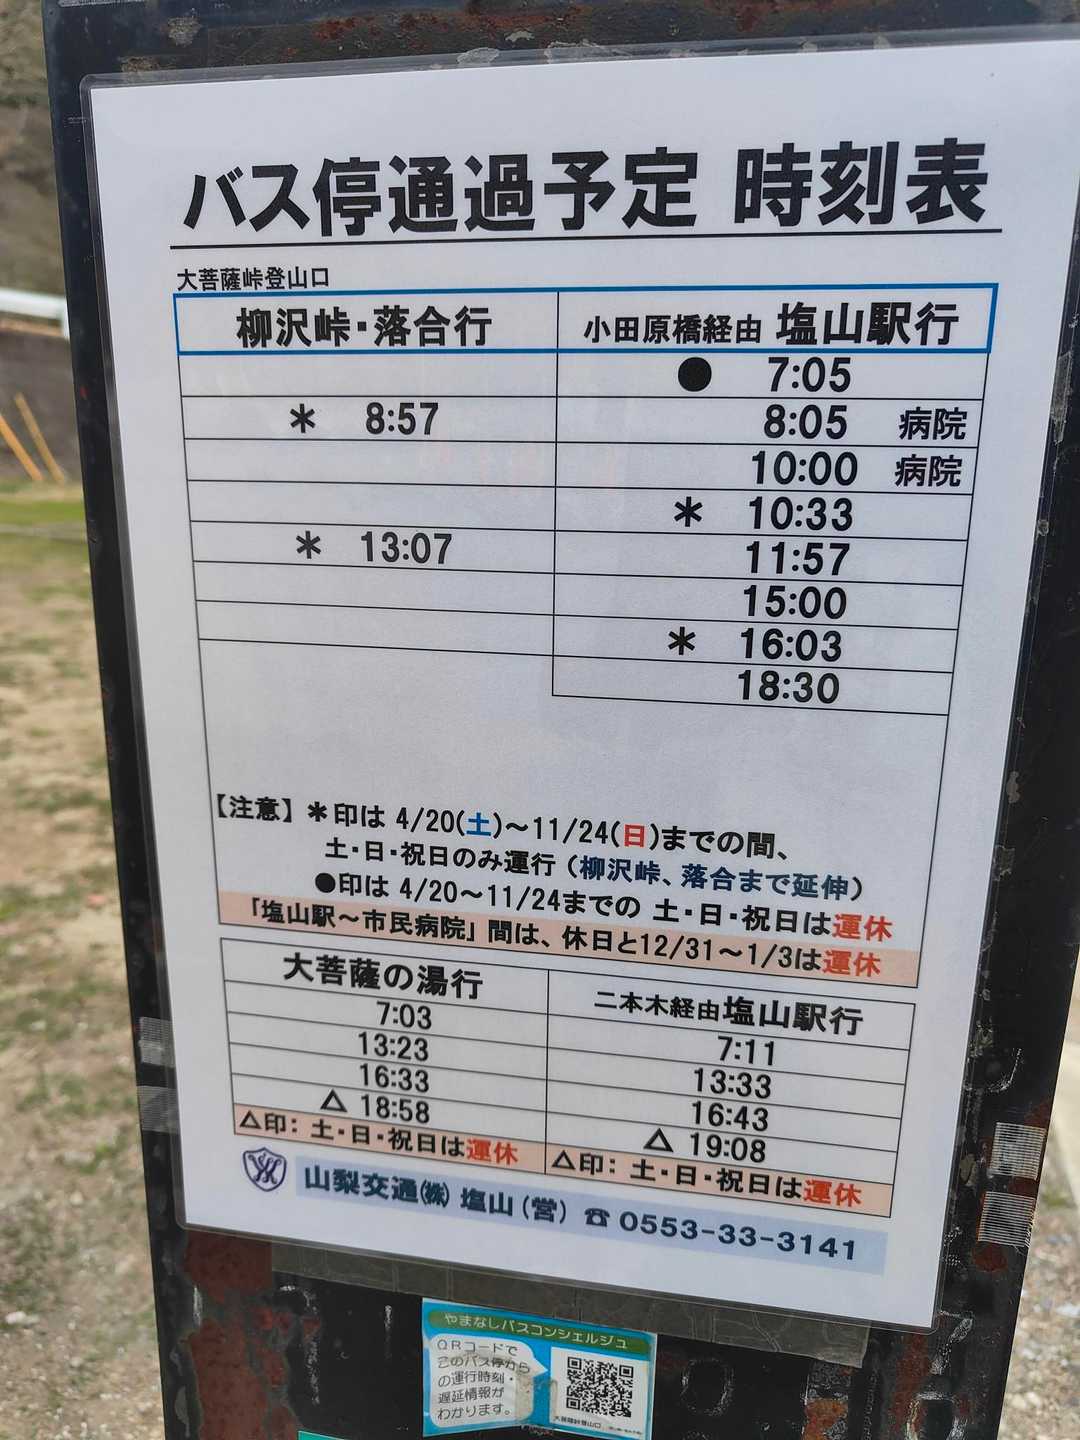 バス停通過予定 時刻表
大菩薩峠登山口
柳沢峠・落合行 小田原橋経由 塩山駅行
● 7:05
＊ 8:57 8:05 病院
10:00 病院
＊ 10:33
＊ 13:07 11:57
15:00
＊ 16:03
18:30
【注意】＊印は 4/20(土)～11/24(日)までの間、
土・日・祝日のみ運行（柳沢峠、落合まで延伸）
●印は 4/20～11/24までの 土・日・祝日は運休
「塩山駅～市民病院」間は、休日と12/31～1/3は運休
大菩薩の湯行 二本木経由塩山駅行
7:03 7:11
13:23 13:33
16:33 16:43
△ 18:58 △ 19:08
△印：土・日・祝日は運休 △印：土・日・祝日は運休
山梨交通㈱ 塩山（営） ☎ 0553-33-3141
やまなしバスコンシェルジュ
QRコードで
このバス停から
の運行時刻・
遅延情報が
わかります。
大菩薩峠登山口